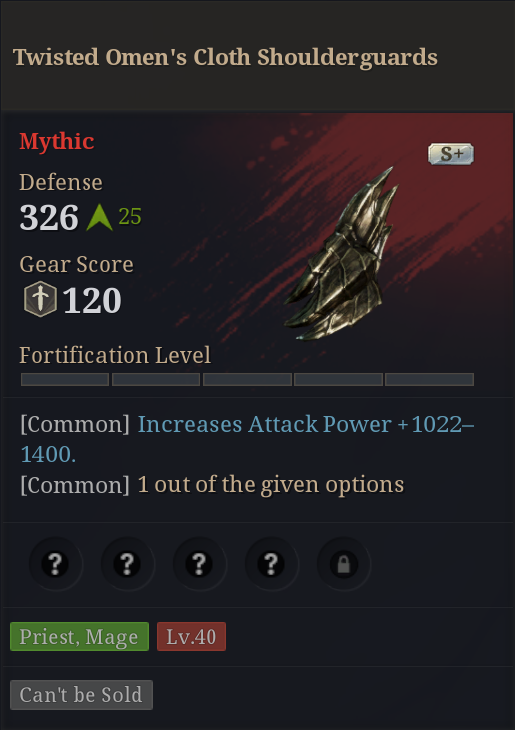 Twisted Omen's Cloth Shoulderguards
Mythic
S+
Defense
326 25
Gear Score
120
Fortification Level
[Common] Increases Attack Power +1022–
1400.
[Common] 1 out of the given options
? ? ? ?
Priest, Mage Lv.40
Can't be Sold